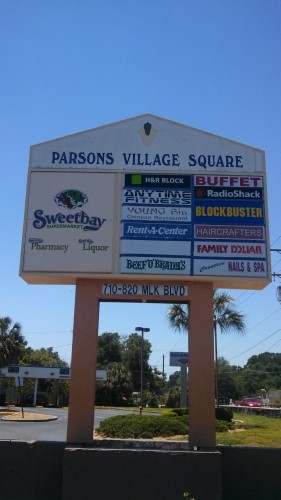 PARSONS VILLAGE SQUARE
Sweetbay
SUPERMARKET
Pharmacy
Liquor
H&R BLOCK
BUFFET
ANYTIME FITNESS
RadioShack
YOUNG Bin
Chinese Restaurant
BLOCKBUSTER
Rent-A-Center
HAIRCRAFTERS
FAMILY DOLLAR
BEEF 'O' BRADY'S
Creative NAILS & SPA
710-820 MLK BLVD